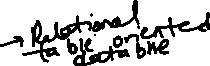 → Relational
table oriented
database